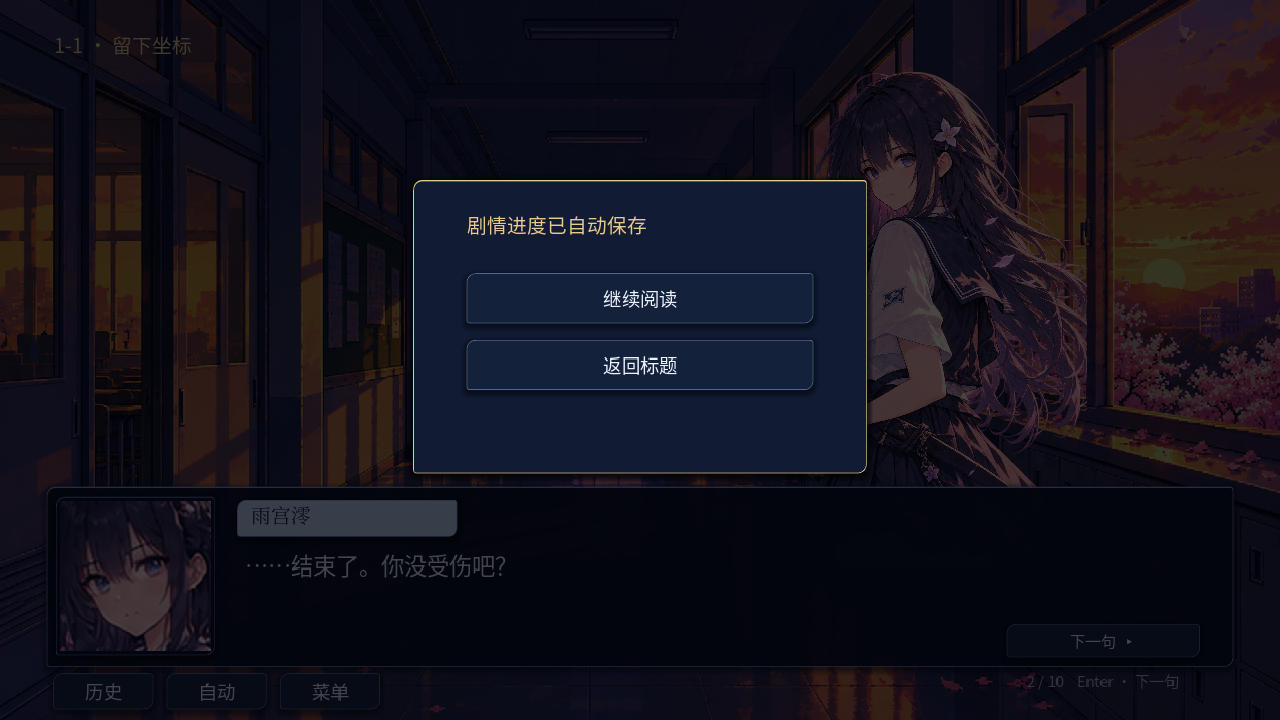 1-1 · 留下坐标
剧情进度已自动保存
继续阅读
返回标题
雨宫澪
……结束了。你没受伤吧?
下一句 ▸
历史
自动
菜单
2 / 10 Enter · 下一句